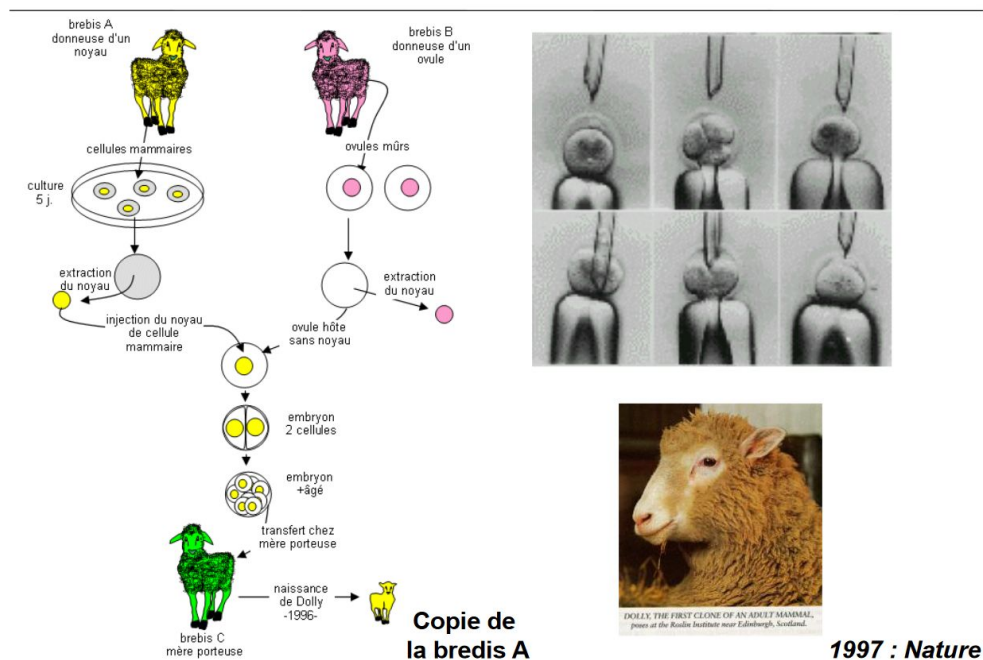 brebis A
donneuse d'un
noyau
brebis B
donneuse d'un
ovule
cellules mammaires
ovules mûrs
culture
5 j.
extraction
du noyau
extraction
du noyau
injection du noyau
de cellule
mammaire
ovule hôte
sans noyau
embryon
2 cellules
embryon
+âgé
transfert chez
mère porteuse
naissance
de Dolly
-1996-
brebis C
mère porteuse
Copie de
la bredis A
DOLLY, THE FIRST CLONE OF AN ADULT MAMMAL,
poses at the Roslin Institute near Edinburgh, Scotland.
1997 : Nature